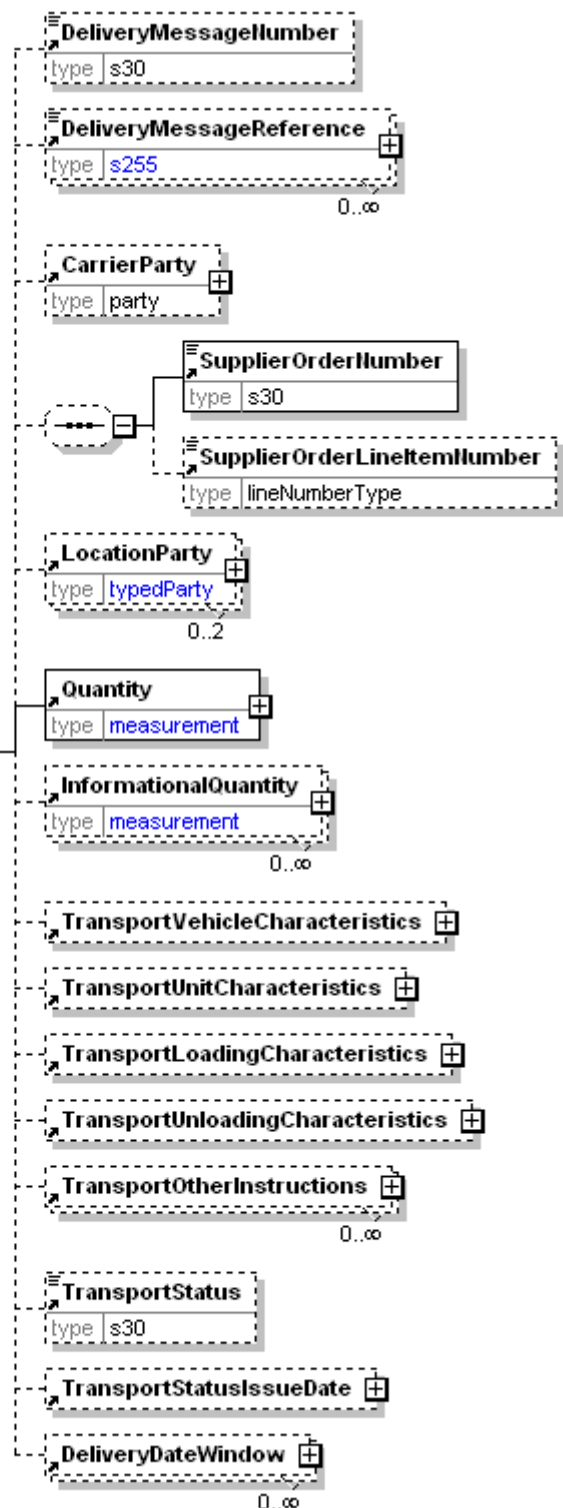 DeliveryMessageNumber
type s30
DeliveryMessageReference
type s255
0..∞
CarrierParty
type party
SupplierOrderNumber
type s30
SupplierOrderLineItemNumber
type lineNumberType
LocationParty
type typedParty
0..2
Quantity
type measurement
InformationalQuantity
type measurement
0..∞
TransportVehicleCharacteristics
TransportUnitCharacteristics
TransportLoadingCharacteristics
TransportUnloadingCharacteristics
TransportOtherInstructions
0..∞
TransportStatus
type s30
TransportStatusIssueDate
DeliveryDateWindow
0..∞